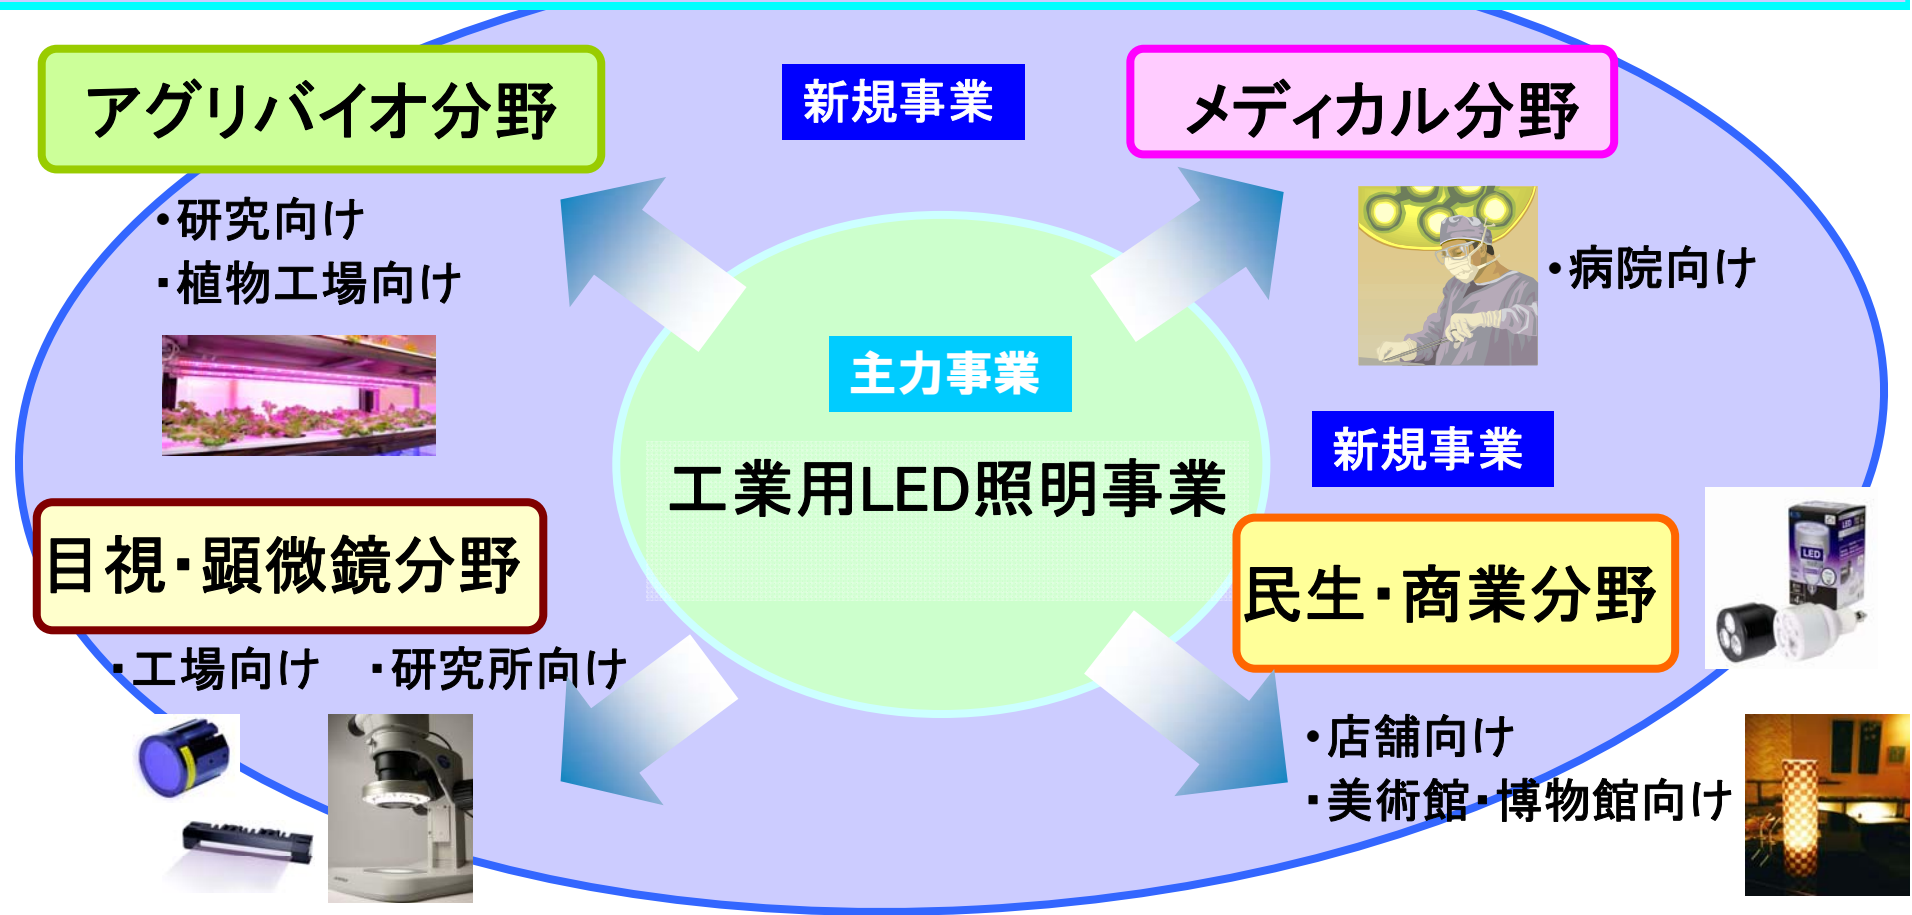 アグリバイオ分野
新規事業
メディカル分野
・研究向け
・植物工場向け
・病院向け
主力事業
工業用LED照明事業
新規事業
目視・顕微鏡分野
民生・商業分野
LED
・工場向け　・研究所向け
・店舗向け
・美術館・博物館向け